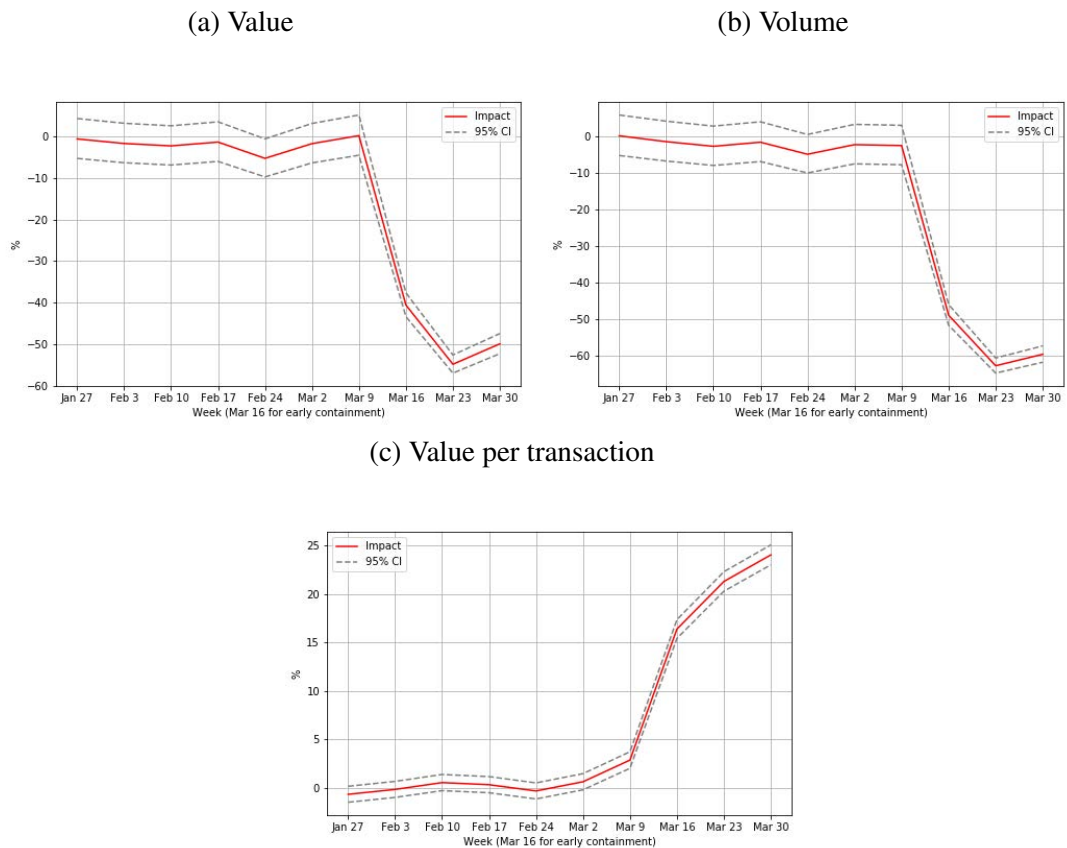 (a) Value
(b) Volume
Impact
95% CI
0
−10
−20
−30
−40
−50
−60
%
Jan 27 Feb 3 Feb 10 Feb 17 Feb 24 Mar 2 Mar 9 Mar 16 Mar 23 Mar 30
Week (Mar 16 for early containment)
Impact
95% CI
0
−10
−20
−30
−40
−50
−60
%
Jan 27 Feb 3 Feb 10 Feb 17 Feb 24 Mar 2 Mar 9 Mar 16 Mar 23 Mar 30
Week (Mar 16 for early containment)
(c) Value per transaction
Impact
95% CI
25
20
15
10
5
0
%
Jan 27 Feb 3 Feb 10 Feb 17 Feb 24 Mar 2 Mar 9 Mar 16 Mar 23 Mar 30
Week (Mar 16 for early containment)